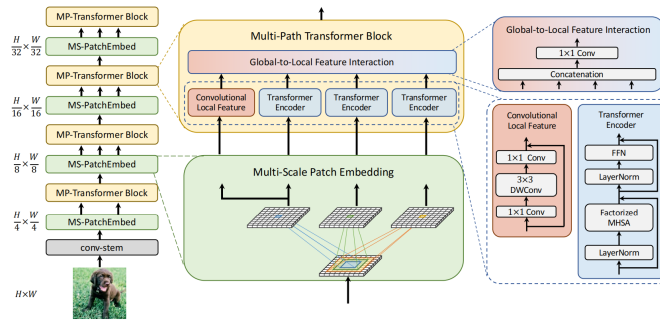 MP-Transformer Block
H/32 × W/32
MS-PatchEmbed
MP-Transformer Block
H/16 × W/16
MS-PatchEmbed
MP-Transformer Block
H/8 × W/8
MS-PatchEmbed
MP-Transformer Block
H/4 × W/4
MS-PatchEmbed
conv-stem
H×W
Multi-Path Transformer Block
Global-to-Local Feature Interaction
Convolutional
Local Feature
Transformer
Encoder
Transformer
Encoder
Transformer
Encoder
Multi-Scale Patch Embedding
Global-to-Local Feature Interaction
1×1 Conv
Concatenation
Convolutional
Local Feature
1×1 Conv
3×3
DWConv
1×1 Conv
Transformer
Encoder
FFN
LayerNorm
Factorized
MHSA
LayerNorm